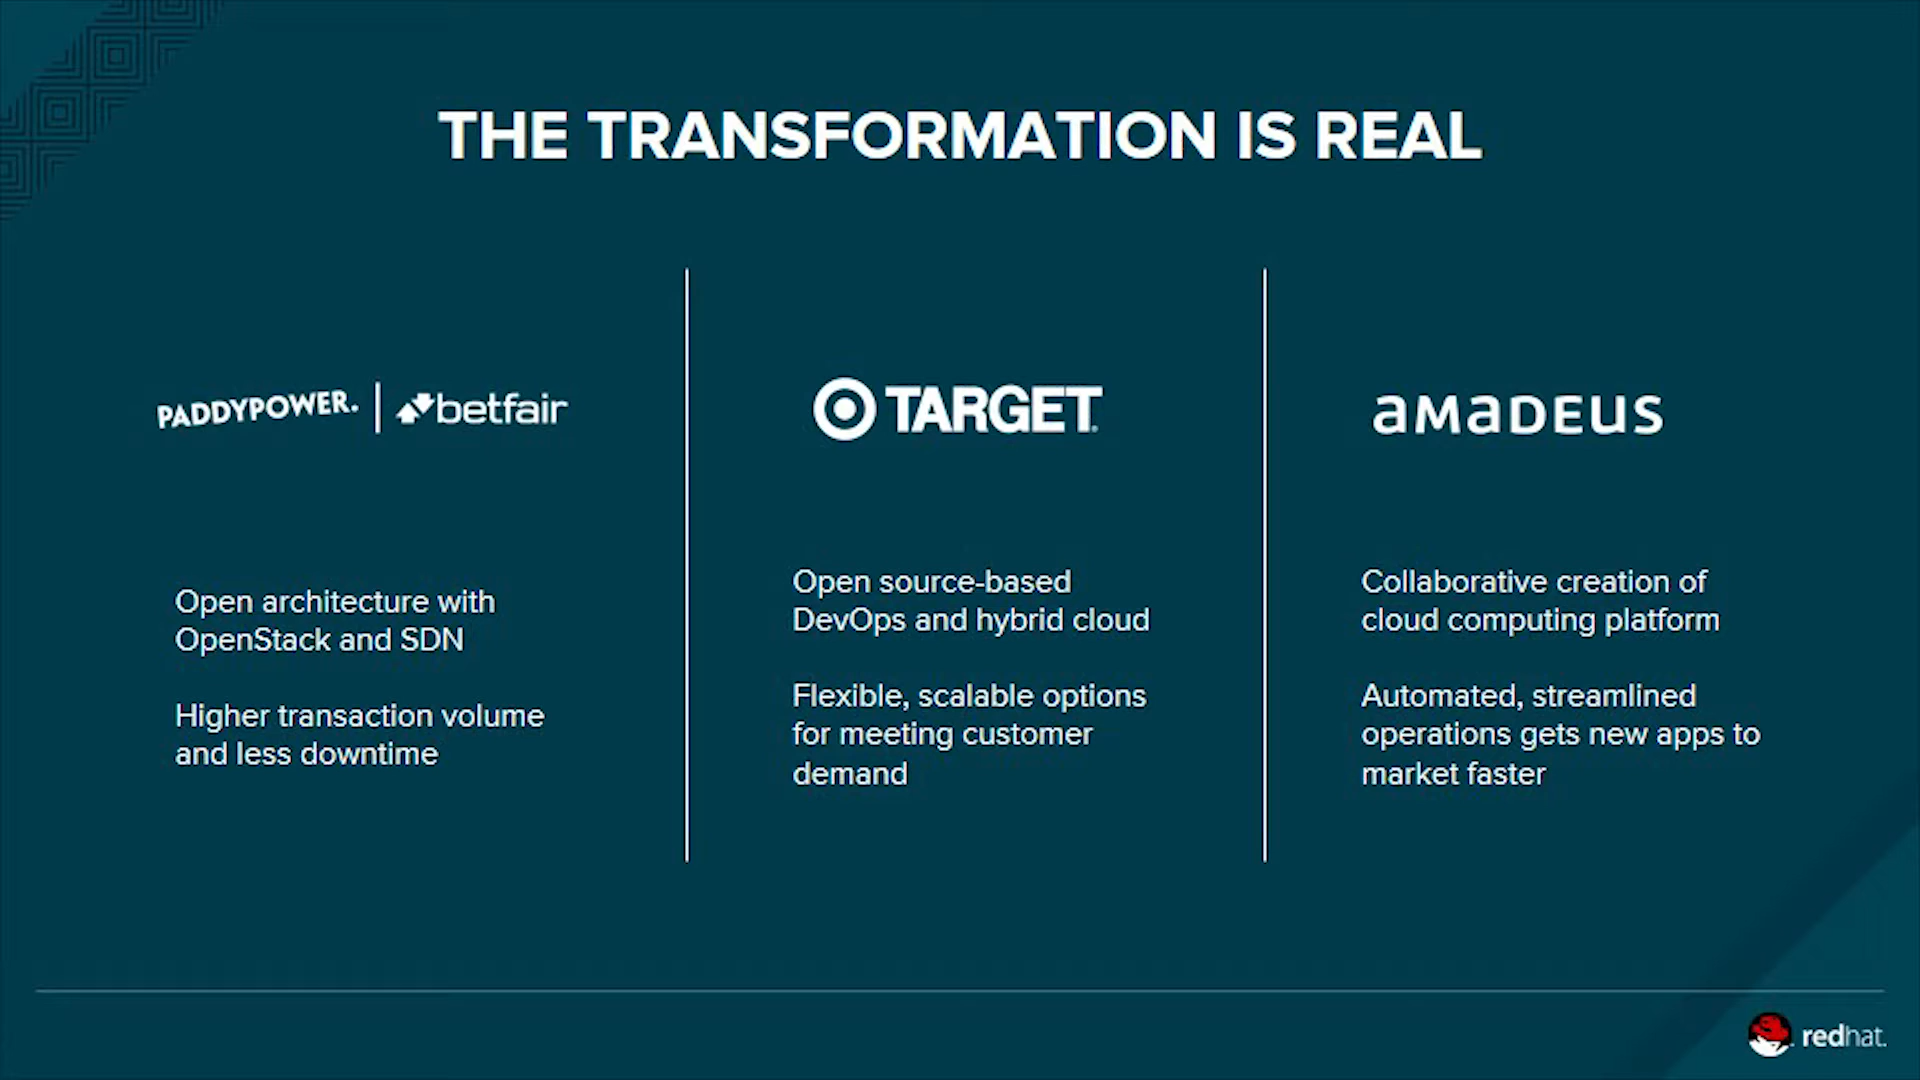 THE TRANSFORMATION IS REAL
PADDYPOWER. betfair
Open architecture with
OpenStack and SDN
Higher transaction volume
and less downtime
TARGET
Open source-based
DevOps and hybrid cloud
Flexible, scalable options
for meeting customer
demand
aMaDEUS
Collaborative creation of
cloud computing platform
Automated, streamlined
operations gets new apps to
market faster
redhat.